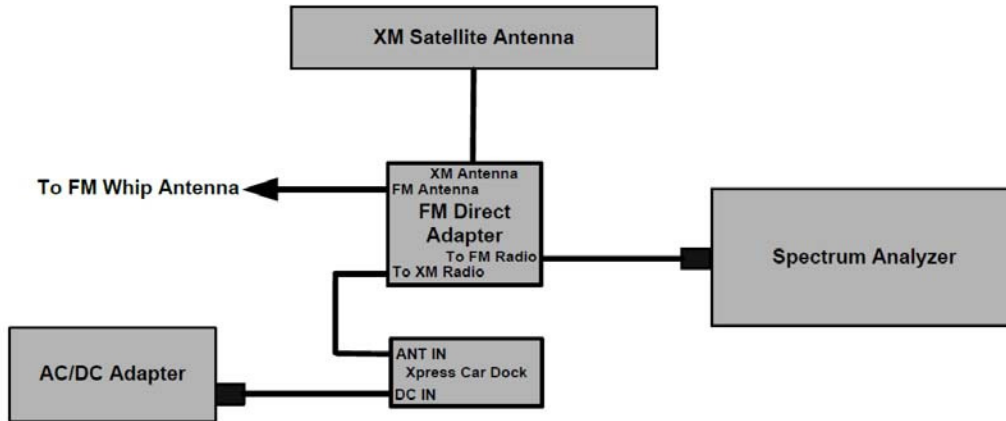 XM Satellite Antenna
XM Antenna
To FM Whip Antenna
FM Antenna
FM Direct
Adapter
To FM Radio
To XM Radio
Spectrum Analyzer
ANT IN
Xpress Car Dock
DC IN
AC/DC Adapter